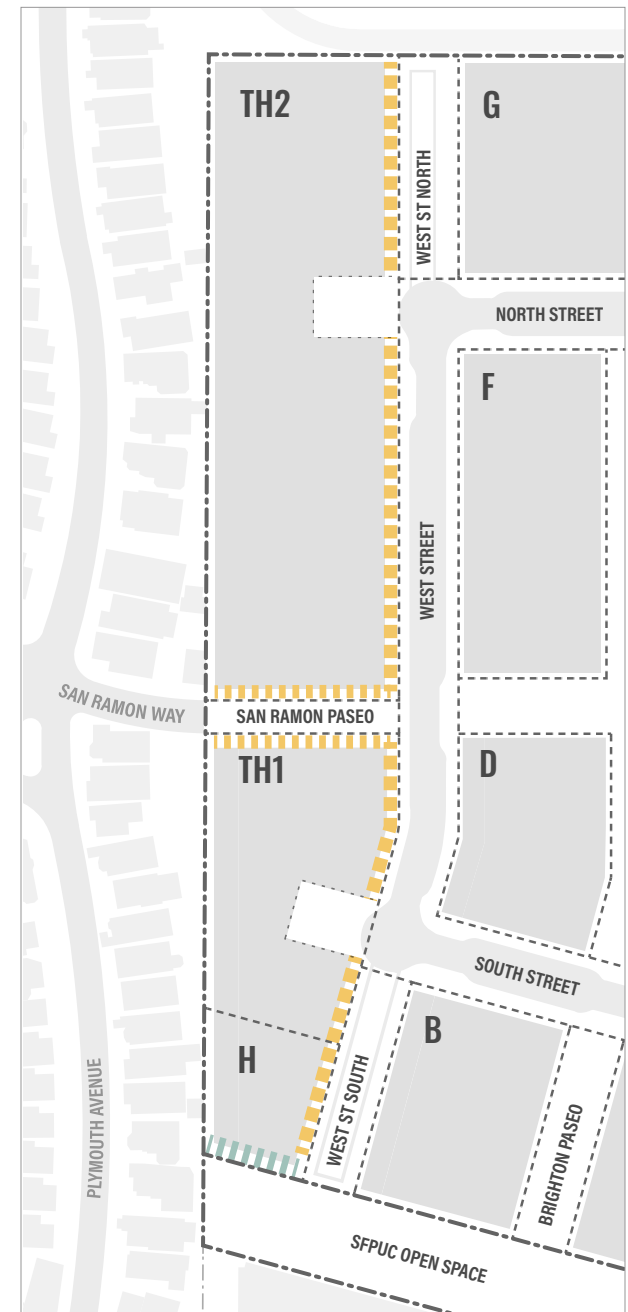 TH2
G
WEST ST NORTH
NORTH STREET
F
WEST STREET
SAN RAMON WAY
SAN RAMON PASEO
TH1
D
SOUTH STREET
B
H
WEST ST SOUTH
PLYMOUTH AVENUE
BRIGHTON PASEO
SFPUC OPEN SPACE